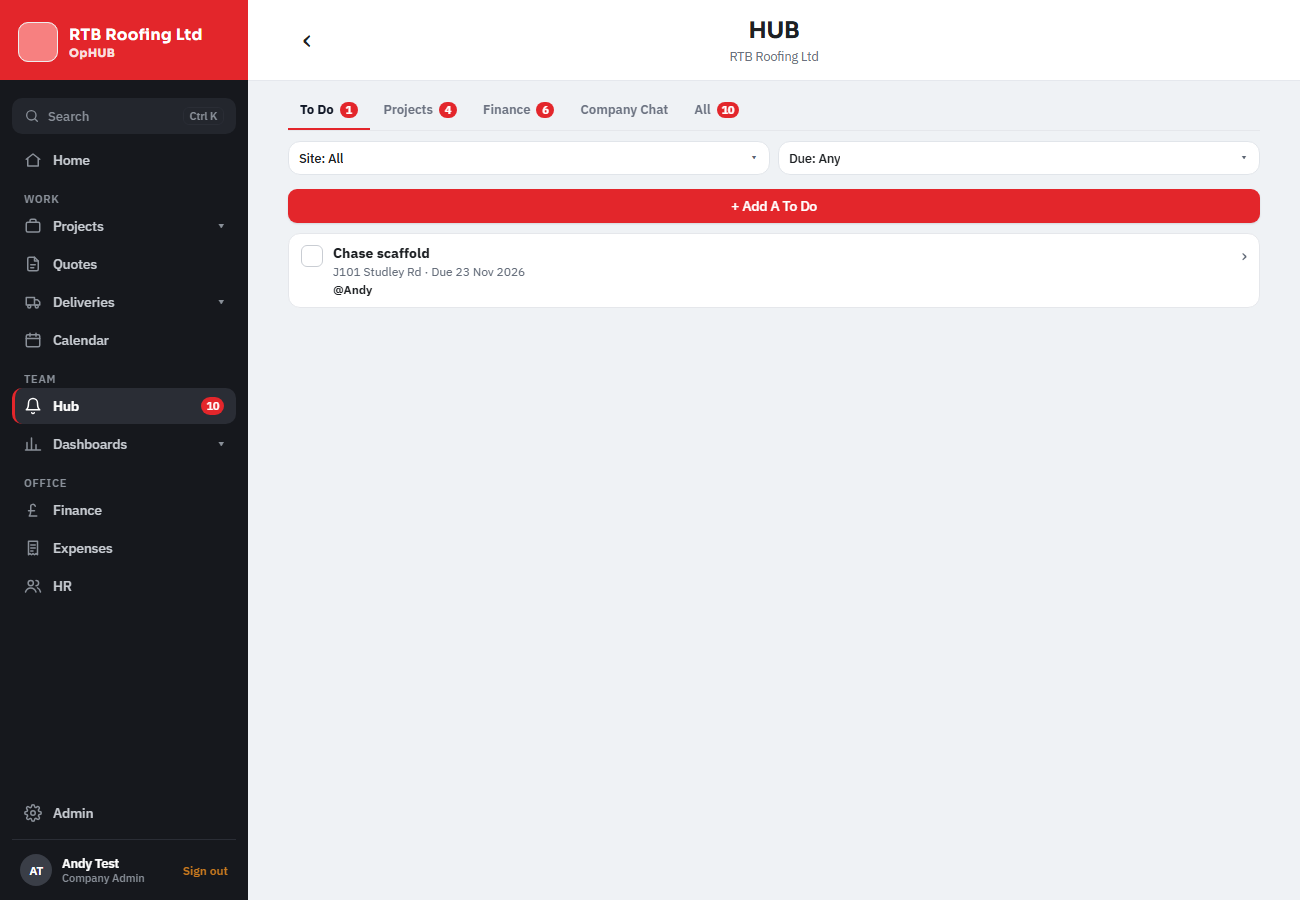 RTB Roofing Ltd
OpHUB
Search Ctrl K
Home
WORK
Projects
Quotes
Deliveries
Calendar
TEAM
Hub 10
Dashboards
OFFICE
Finance
Expenses
HR
Admin
AT
Andy Test
Company Admin
Sign out
HUB
RTB Roofing Ltd
To Do 1 Projects 4 Finance 6 Company Chat All 10
Site: All Due: Any
+ Add A To Do
Chase scaffold
J101 Studley Rd · Due 23 Nov 2026
@Andy